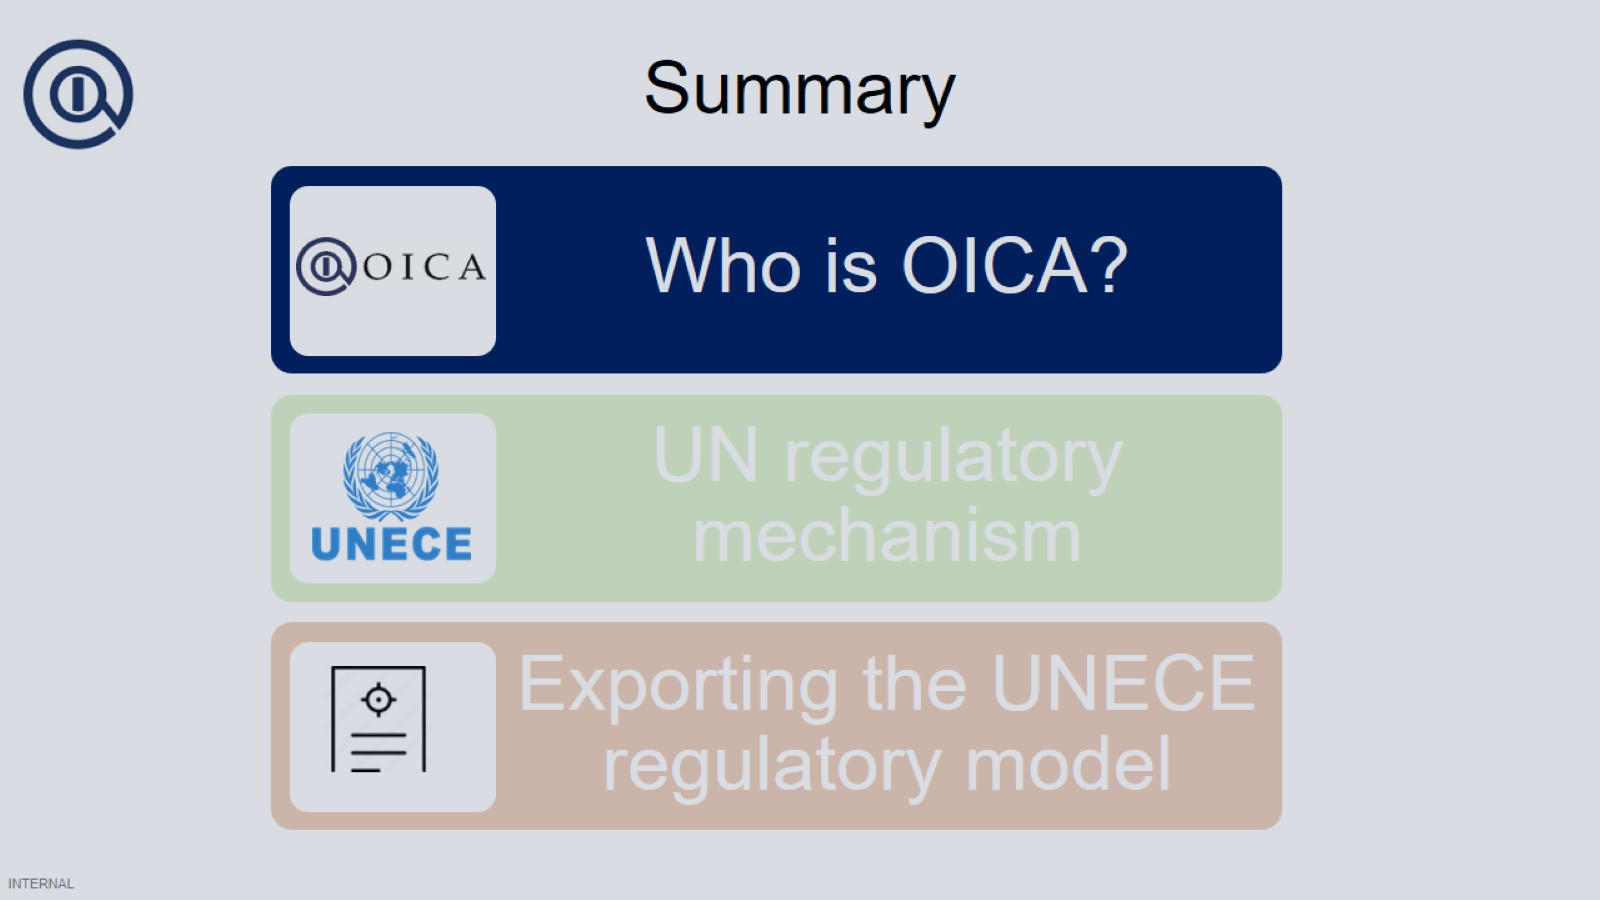 Summary
OICA
Who is OICA?
UNECE
UN regulatory
mechanism
Exporting the UNECE
regulatory model
INTERNAL